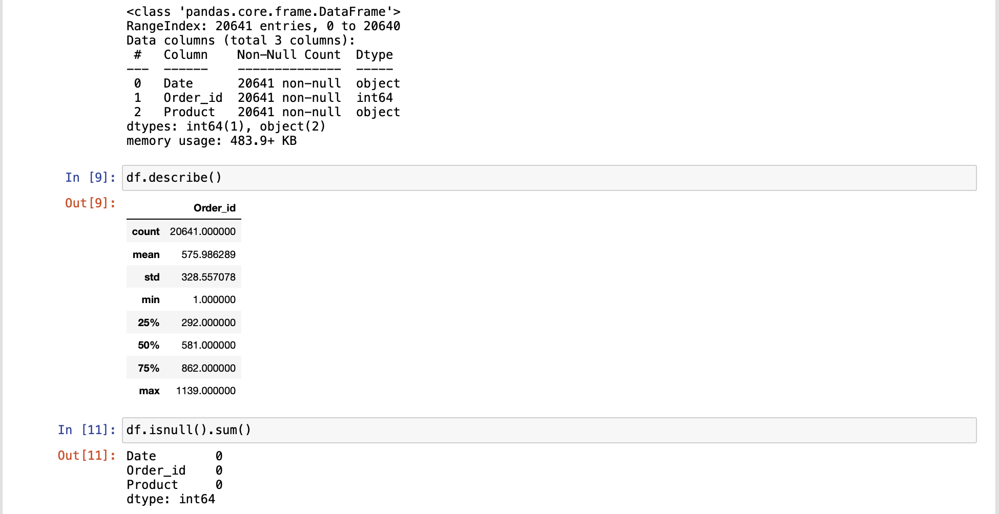 <class 'pandas.core.frame.DataFrame'>
RangeIndex: 20641 entries, 0 to 20640
Data columns (total 3 columns):
 #   Column    Non-Null Count  Dtype
---  ------    --------------  -----
 0   Date      20641 non-null  object
 1   Order_id  20641 non-null  int64
 2   Product   20641 non-null  object
dtypes: int64(1), object(2)
memory usage: 483.9+ KB
In [9]: df.describe()
Out[9]:
Order_id
count 20641.000000
mean 575.986289
std 328.557078
min 1.000000
25% 292.000000
50% 581.000000
75% 862.000000
max 1139.000000
In [11]: df.isnull().sum()
Out[11]: Date        0
Order_id    0
Product     0
dtype: int64